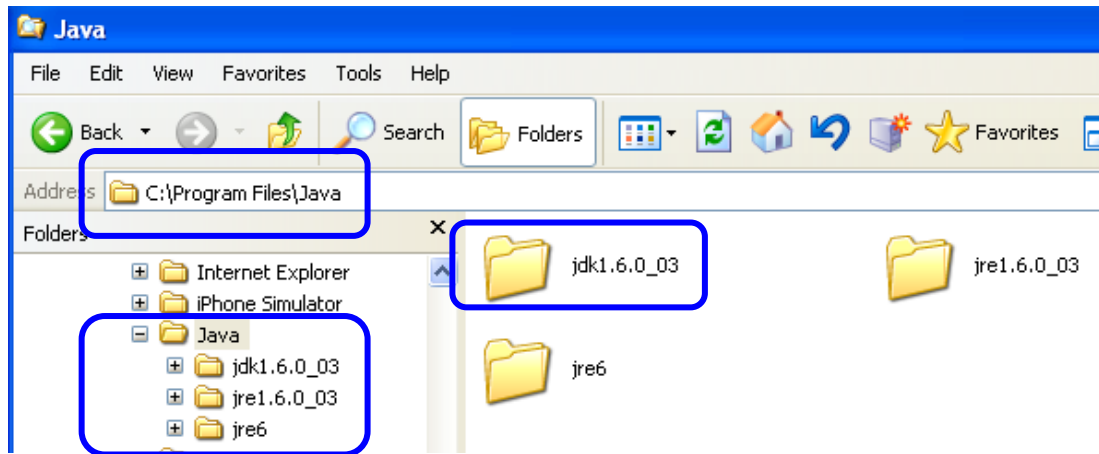 Java
File Edit View Favorites Tools Help
Back Search Folders Favorites
Address C:\Program Files\Java
Folders
Internet Explorer
iPhone Simulator
Java
jdk1.6.0_03
jre1.6.0_03
jre6
jdk1.6.0_03 jre1.6.0_03
jre6